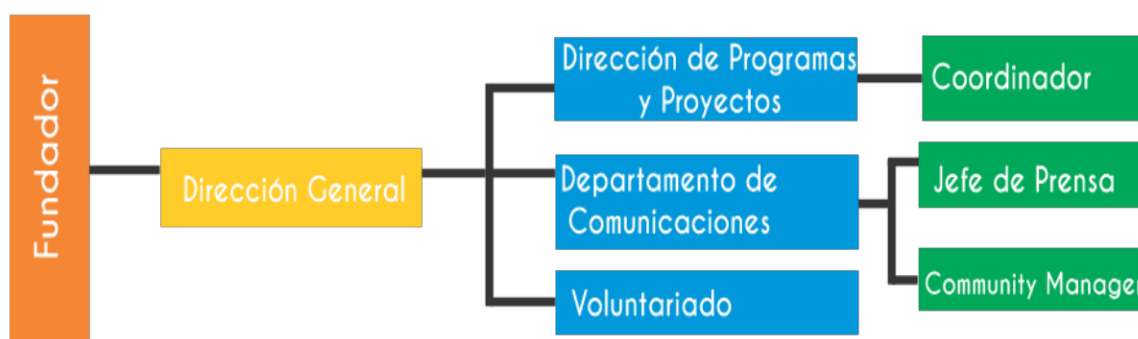 Fundador
Dirección General
Dirección de Programas
y Proyectos
Departamento de
Comunicaciones
Voluntariado
Coordinador
Jefe de Prensa
Community Manager